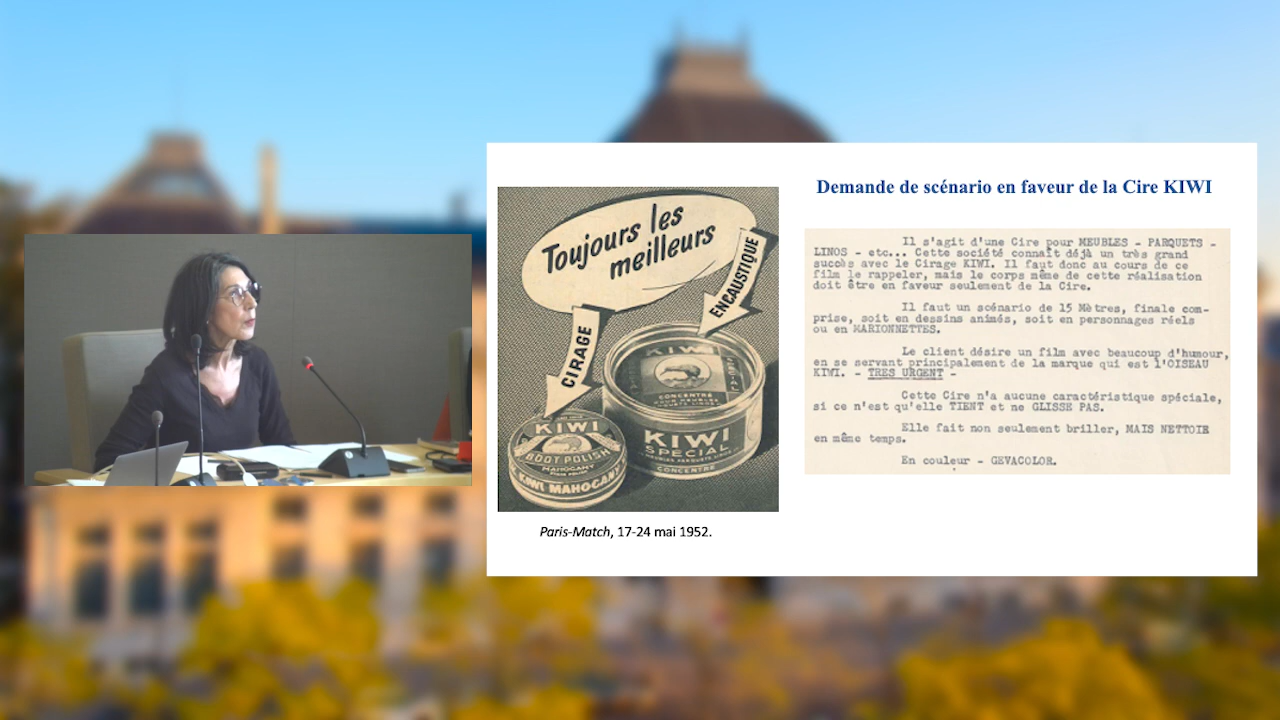 Demande de scénario en faveur de la Cire KIWI
Toujours les
meilleurs
CIRAGE
ENCAUSTIQUE
KIWI
SPECIAL
CONCENTRÉ
KIWI
SPECIAL
CONCENTRE
KIWI
BOOT POLISH
MAHOGANY
KIWI MAHOGANY
Paris-Match, 17-24 mai 1952.
Il s'agit d'une Cire pour MEUBLES - PARQUETS -
LINOS - etc... Cette société connaît déjà un très grand
succès avec le Cirage KIWI. Il faut donc au cours de ce
film le rappeler, mais le corps même de cette réalisation
doit être en faveur seulement de la Cire.
Il faut un scénario de 15 Mètres, finale com-
prise, soit en dessins animés, soit en personnages réels
ou en MARIONNETTES.
Le client désire un film avec beaucoup d'humour,
en se servant principalement de la marque qui est l'OISEAU
KIWI. - TRES URGENT -
Cette Cire n'a aucune caractéristique spéciale,
si ce n'est qu'elle TIENT et ne GLISSE PAS.
Elle fait non seulement briller, MAIS NETTOIE
en même temps.
En couleur - GEVACOLOR.